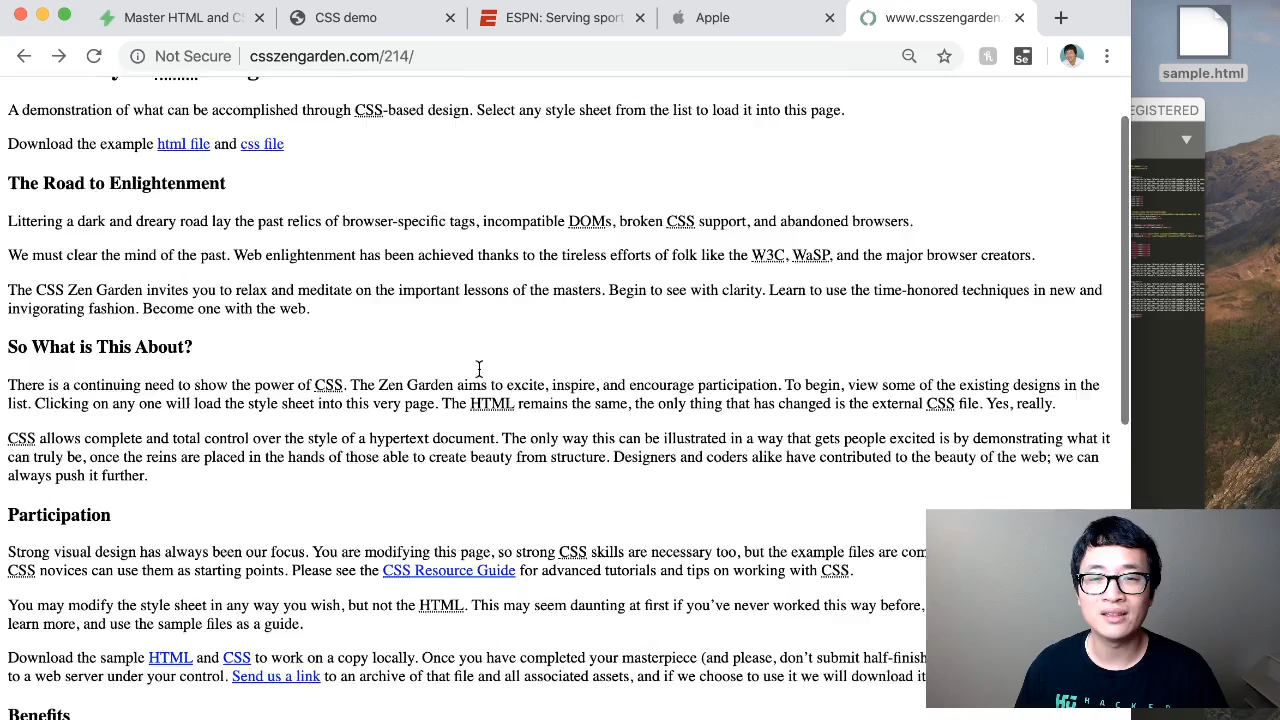 Master HTML and CS
CSS demo
ESPN: Serving sport
Apple
www.csszengarden.
Not Secure
csszengarden.com/214/
Se
sample.html
EGISTERED
A demonstration of what can be accomplished through CSS-based design. Select any style sheet from the list to load it into this page.
Download the example html file and css file
The Road to Enlightenment
Littering a dark and dreary road lay the past relics of browser-specific tags, incompatible DOMs, broken CSS support, and abandoned browsers.
We must clear the mind of the past. Web enlightenment has been achieved thanks to the tireless efforts of folk like the W3C, WaSP, and the major browser creators.
The CSS Zen Garden invites you to relax and meditate on the important lessons of the masters. Begin to see with clarity. Learn to use the time-honored techniques in new and
invigorating fashion. Become one with the web.
So What is This About?
There is a continuing need to show the power of CSS. The Zen Garden aims to excite, inspire, and encourage participation. To begin, view some of the existing designs in the
list. Clicking on any one will load the style sheet into this very page. The HTML remains the same, the only thing that has changed is the external CSS file. Yes, really.
CSS allows complete and total control over the style of a hypertext document. The only way this can be illustrated in a way that gets people excited is by demonstrating what it
can truly be, once the reins are placed in the hands of those able to create beauty from structure. Designers and coders alike have contributed to the beauty of the web; we can
always push it further.
Participation
Strong visual design has always been our focus. You are modifying this page, so strong CSS skills are necessary too, but the example files are com
CSS novices can use them as starting points. Please see the CSS Resource Guide for advanced tutorials and tips on working with CSS.
You may modify the style sheet in any way you wish, but not the HTML. This may seem daunting at first if you've never worked this way before,
learn more, and use the sample files as a guide.
Download the sample HTML and CSS to work on a copy locally. Once you have completed your masterpiece (and please, don't submit half-finish
to a web server under your control. Send us a link to an archive of that file and all associated assets, and if we choose to use it we will download it
Benefits
HACKER